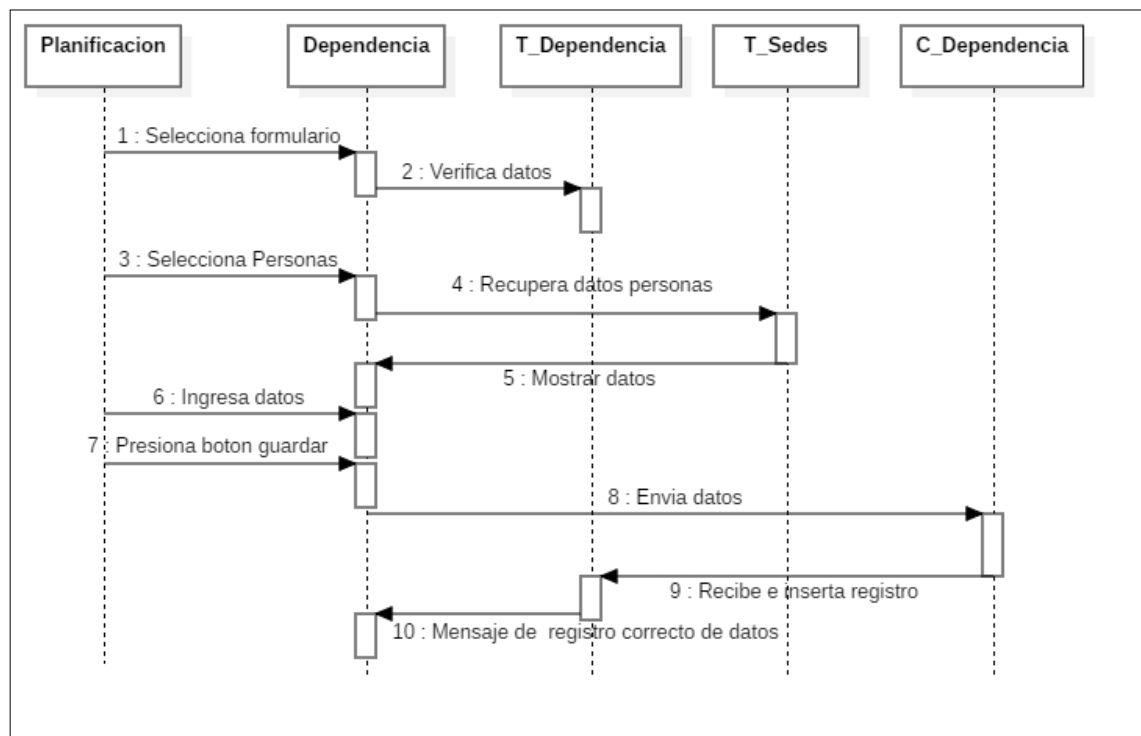 Planificacion
Dependencia
T_Dependencia
T_Sedes
C_Dependencia
1 : Selecciona formulario
2 : Verifica datos
3 : Selecciona Personas
4 : Recupera datos personas
5 : Mostrar datos
6 : Ingresa datos
7 : Presiona boton guardar
8 : Envia datos
9 : Recibe e inserta registro
10 : Mensaje de registro correcto de datos